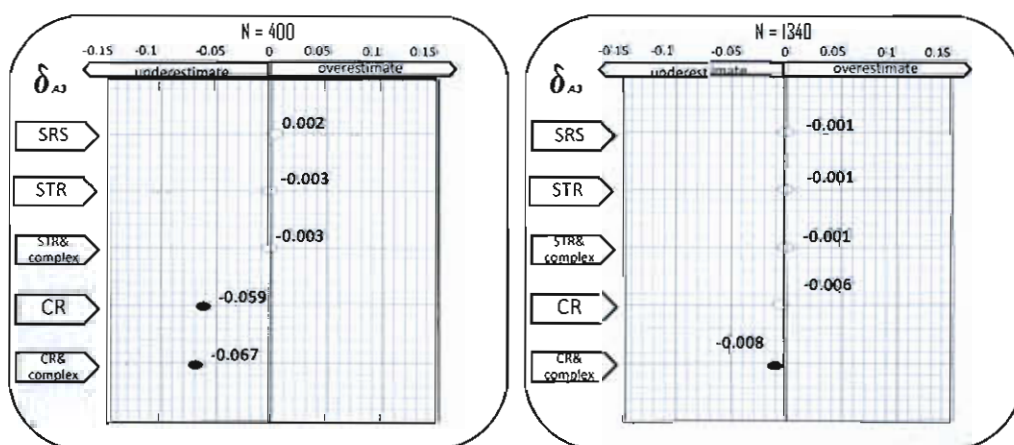 N = 400
-0.15 -0.1 -0.05 0 0.05 0.1 0.15
underestimate overestimate
δA3
SRS 0.002
STR -0.003
STR& complex -0.003
CR -0.059
CR& complex -0.067
N = 1340
-0.15 -0.1 -0.05 0 0.05 0.1 0.15
underestimate overestimate
δA3
SRS -0.001
STR -0.001
STR& complex -0.001
CR -0.006
CR& complex -0.008